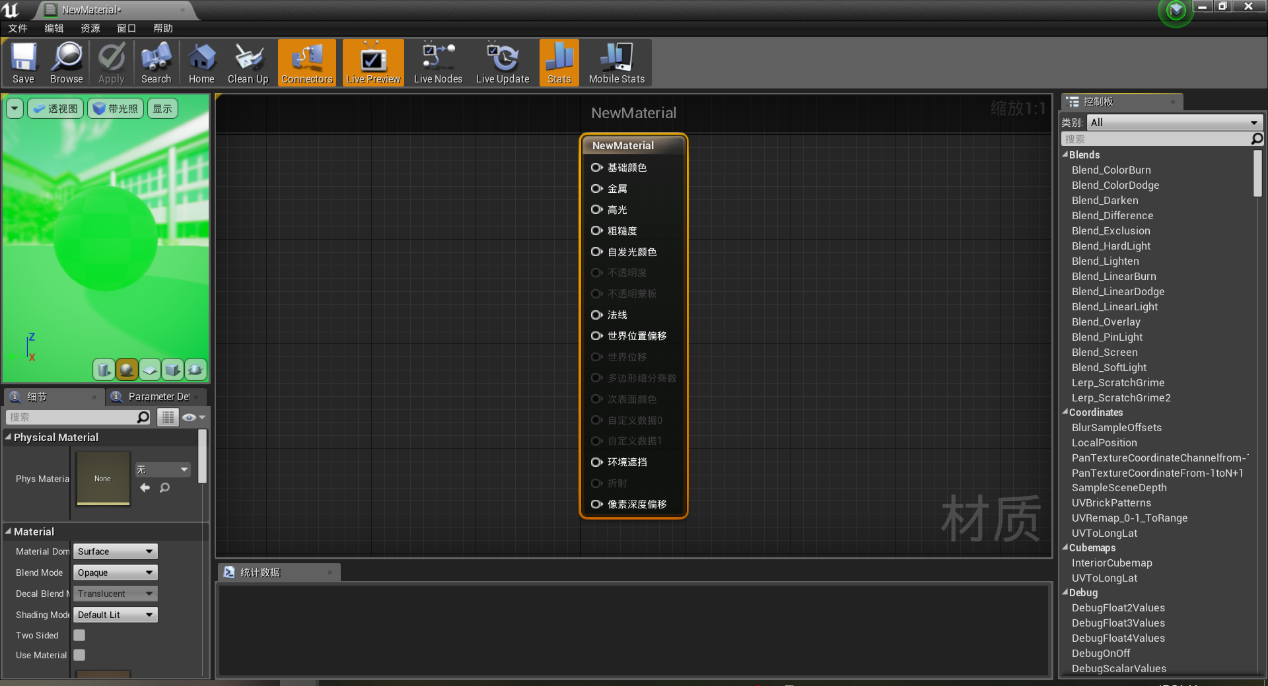 NewMaterial*
文件 编辑 资源 窗口 帮助
Save Browse Apply Search Home Clean Up Connectors Live Preview Live Nodes Live Update Stats Mobile Stats
透视图 带光照 显示
Z
X
细节 Parameter De
搜索
Physical Material
Phys Materia
None
无
Material
Material Dom Surface
Blend Mode Opaque
Decal Blend M Translucent
Shading Mode Default Lit
Two Sided
Use Material
NewMaterial
缩放1:1
NewMaterial
基础颜色
金属
高光
粗糙度
自发光颜色
不透明度
不透明蒙板
法线
世界位置偏移
世界位移
多边形细分乘数
次表面颜色
自定义数据0
自定义数据1
环境遮挡
折射
像素深度偏移
材质
统计数据
控制板
类别: All
搜索
Blends
Blend_ColorBurn
Blend_ColorDodge
Blend_Darken
Blend_Difference
Blend_Exclusion
Blend_HardLight
Blend_Lighten
Blend_LinearBurn
Blend_LinearDodge
Blend_LinearLight
Blend_Overlay
Blend_PinLight
Blend_Screen
Blend_SoftLight
Lerp_ScratchGrime
Lerp_ScratchGrime2
Coordinates
BlurSampleOffsets
LocalPosition
PanTextureCoordinateChannelfrom-
PanTextureCoordinateFrom-1toN+1
SampleSceneDepth
UVBrickPatterns
UVRemap_0-1_ToRange
UVToLongLat
Cubemaps
InteriorCubemap
UVToLongLat
Debug
DebugFloat2Values
DebugFloat3Values
DebugFloat4Values
DebugOnOff
DebugScalarValues